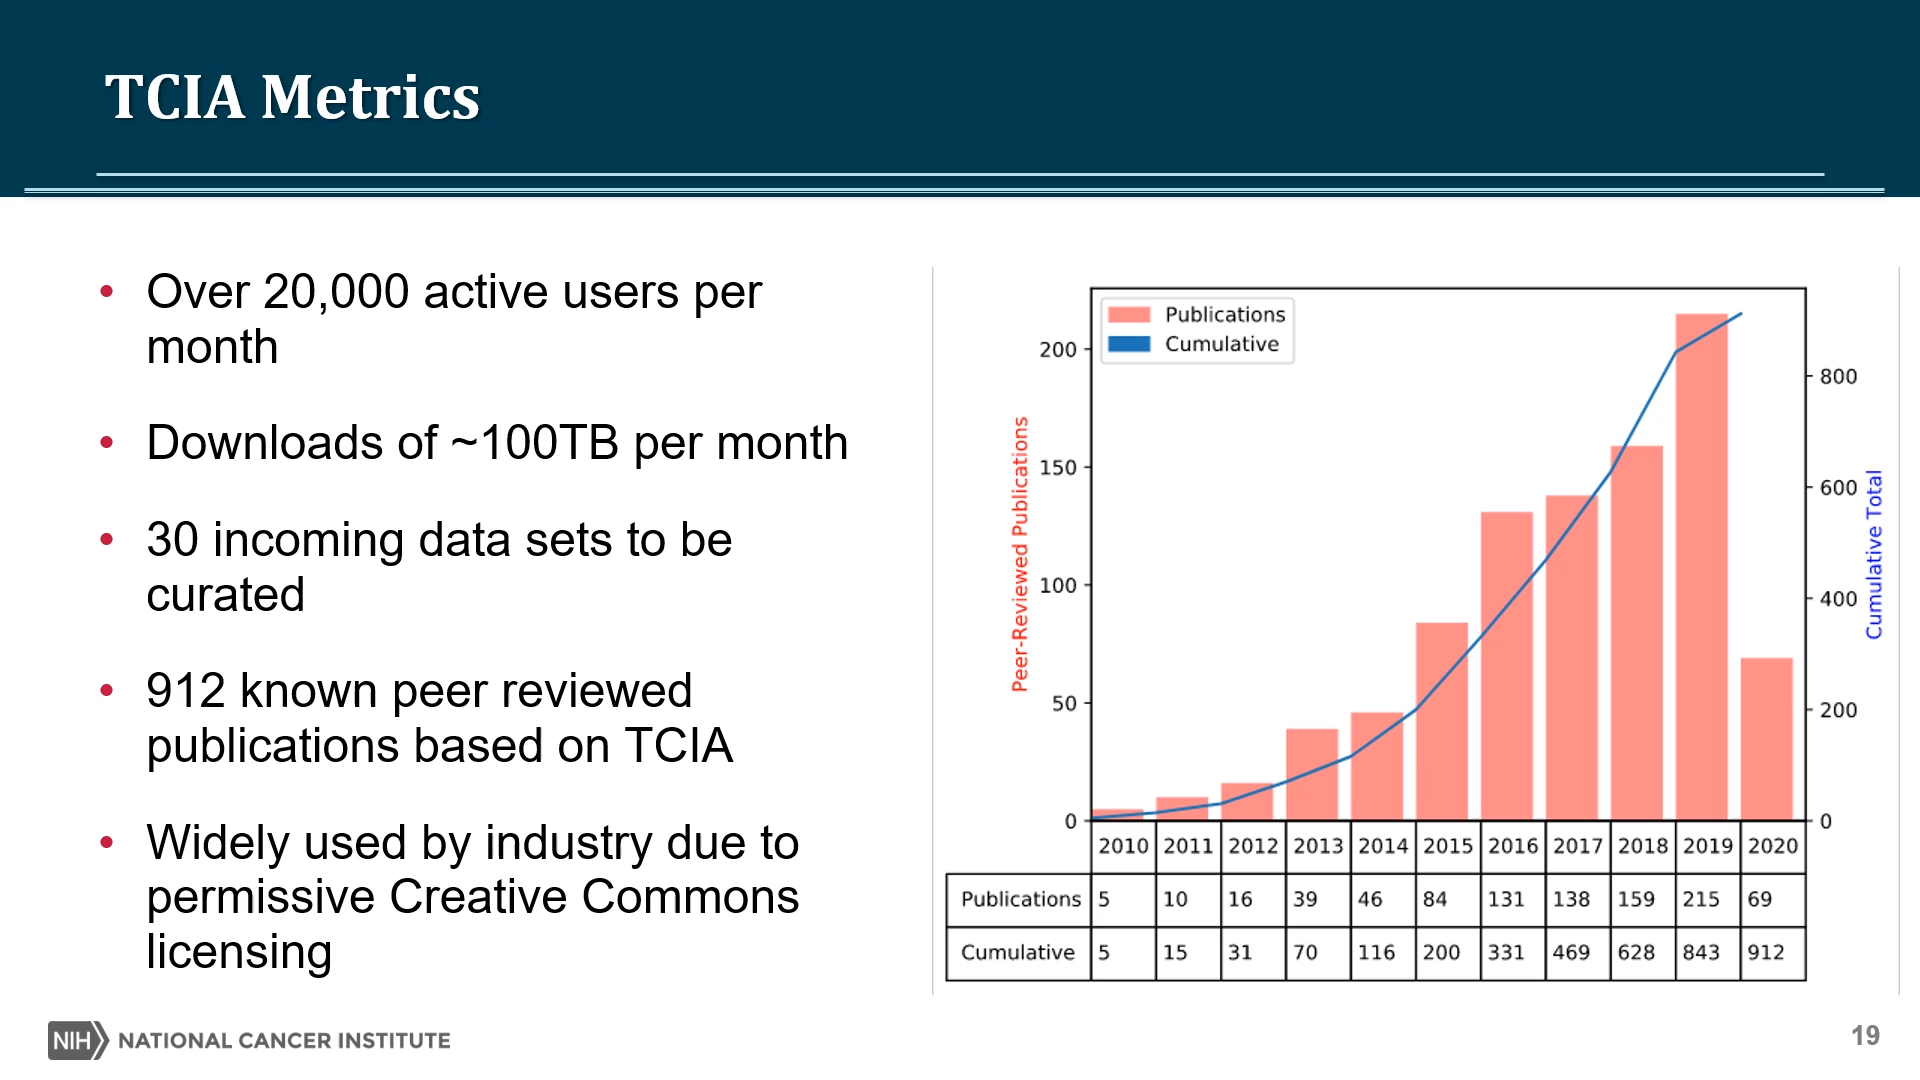 TCIA Metrics
• Over 20,000 active users per
month
• Downloads of ~100TB per month
• 30 incoming data sets to be
curated
• 912 known peer reviewed
publications based on TCIA
• Widely used by industry due to
permissive Creative Commons
licensing
Publications
Cumulative
Peer-Reviewed Publications
200
150
100
50
0
800
600
400
200
0
Cumulative Total
2010 2011 2012 2013 2014 2015 2016 2017 2018 2019 2020
Publications 5 10 16 39 46 84 131 138 159 215 69
Cumulative 5 15 31 70 116 200 331 469 628 843 912
NIH NATIONAL CANCER INSTITUTE
19